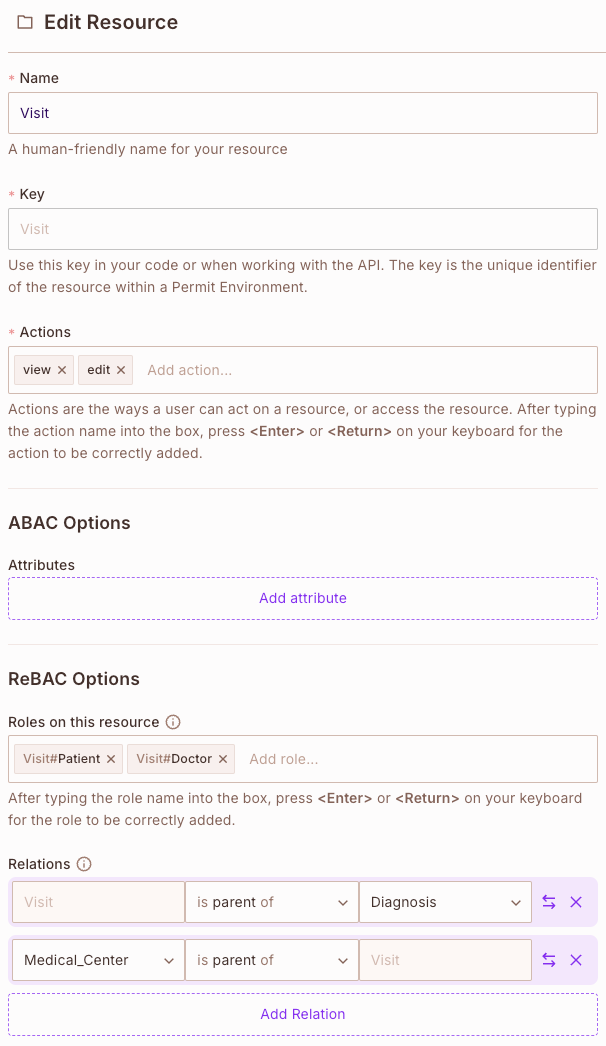 Edit Resource
* Name
Visit
A human-friendly name for your resource
* Key
Visit
Use this key in your code or when working with the API. The key is the unique identifier
of the resource within a Permit Environment.
* Actions
view × edit × Add action...
Actions are the ways a user can act on a resource, or access the resource. After typing
the action name into the box, press <Enter> or <Return> on your keyboard for the
action to be correctly added.
ABAC Options
Attributes
Add attribute
ReBAC Options
Roles on this resource
Visit#Patient × Visit#Doctor × Add role...
After typing the role name into the box, press <Enter> or <Return> on your keyboard
for the role to be correctly added.
Relations
Visit is parent of Diagnosis
Medical_Center is parent of Visit
Add Relation